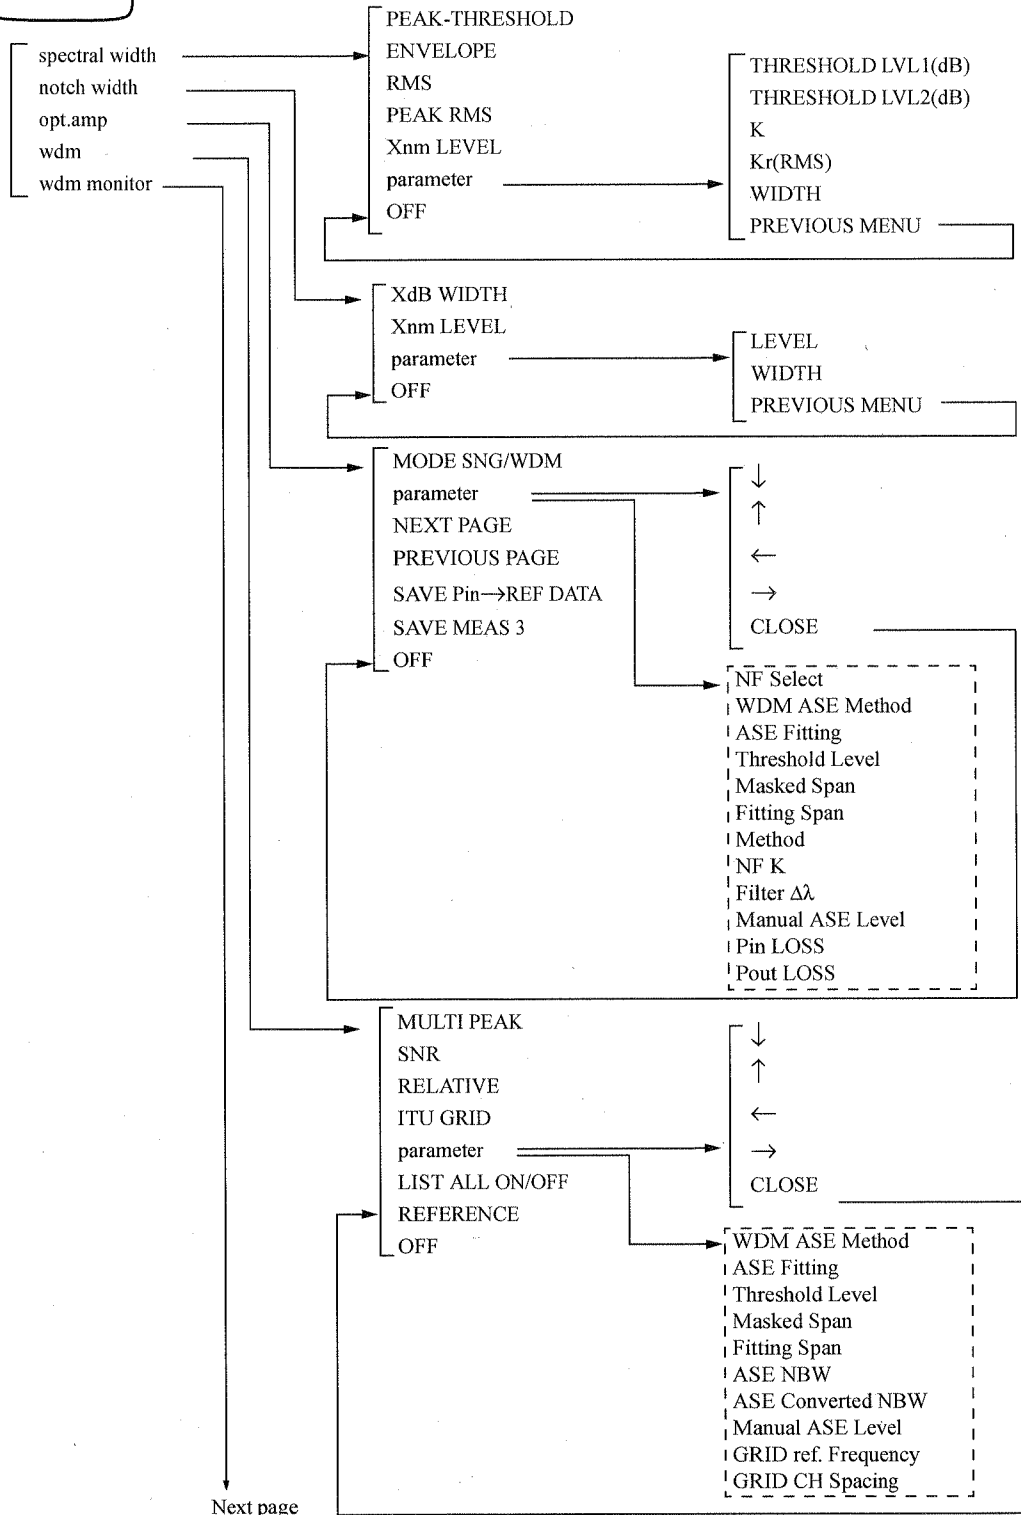 spectral width
notch width
opt.amp
wdm
wdm monitor
PEAK-THRESHOLD
ENVELOPE
RMS
PEAK RMS
Xnm LEVEL
parameter
OFF
THRESHOLD LVL1(dB)
THRESHOLD LVL2(dB)
K
Kr(RMS)
WIDTH
PREVIOUS MENU
XdB WIDTH
Xnm LEVEL
parameter
OFF
LEVEL
WIDTH
PREVIOUS MENU
MODE SNG/WDM
parameter
NEXT PAGE
PREVIOUS PAGE
SAVE Pin→REF DATA
SAVE MEAS 3
OFF
↓
↑
←
→
CLOSE
NF Select
WDM ASE Method
ASE Fitting
Threshold Level
Masked Span
Fitting Span
Method
NF K
Filter Δλ
Manual ASE Level
Pin LOSS
Pout LOSS
MULTI PEAK
SNR
RELATIVE
ITU GRID
parameter
LIST ALL ON/OFF
REFERENCE
OFF
↓
↑
←
→
CLOSE
WDM ASE Method
ASE Fitting
Threshold Level
Masked Span
Fitting Span
ASE NBW
ASE Converted NBW
Manual ASE Level
GRID ref. Frequency
GRID CH Spacing
Next page